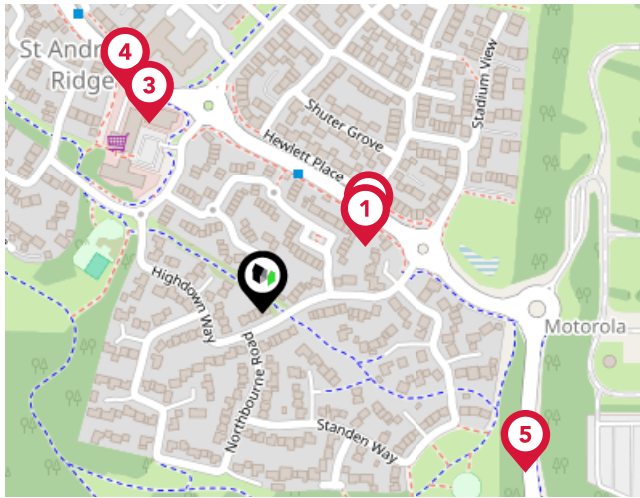 St Andr
Ridge
4
3
Shuter Grove
Stadium View
Hewlett Place
1
Highdown Way
Motorola
Northbourne Road
Standen Way
5